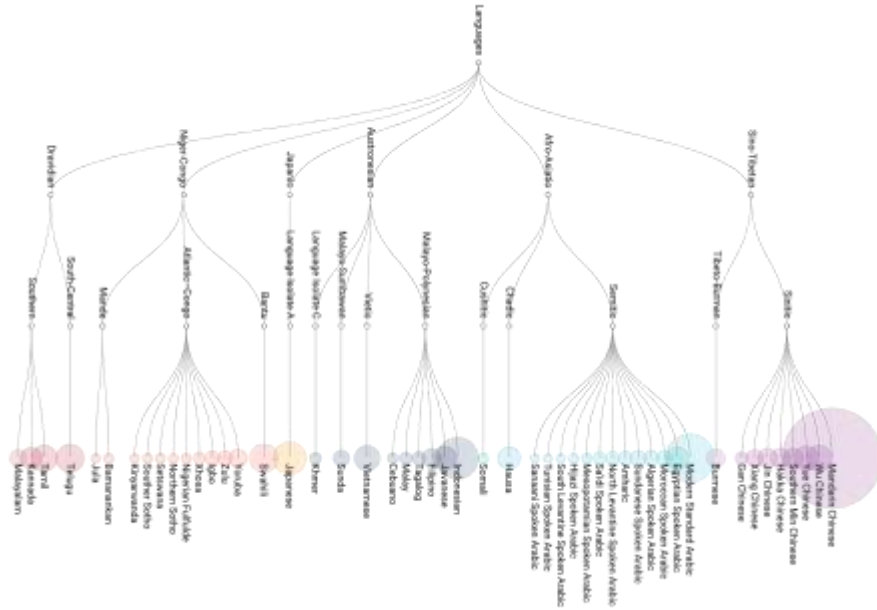 Languages
Dravidian
Niger-Congo
Japanic
Austronesian
Afro-Asiatic
Sino-Tibetan
Southern
South-Central
Mande
Atlantic-Congo
Bantu
Language Isolate A
Language Isolate C
Malayo-Sumbawan
Vietic
Malayo-Polynesian
Cushitic
Chadic
Semitic
Tibeto-Burman
Sinitic
Malayalam
Kannada
Tamil
Telugu
Jula
Bamanankan
Kinyarwanda
Souther Sotho
Setswana
Northern Sotho
Nigerian Fulfulde
Xhosa
Igbo
Zulu
Yoruba
Swahili
Japanese
Khmer
Sunda
Vietnamese
Cebuano
Malay
Tagalog
Filipino
Javanese
Indonesian
Somali
Hausa
Sanaani Spoken Arabic
Tunisian Spoken Arabic
South Levantine Spoken Arabic
Hijazi Spoken Arabic
Mesopotamian Spoken Arabic
Sa'idi Spoken Arabic
North Levantine Spoken Arabic
Amharic
Sundanese Spoken Arabic
Algerian Spoken Arabic
Moroccan Spoken Arabic
Egyptian Spoken Arabic
Modern Standard Arabic
Burmese
Gan Chinese
Xiang Chinese
Jin Chinese
Hakka Chinese
Southern Min Chinese
Yue Chinese
Wu Chinese
Mandarin Chinese